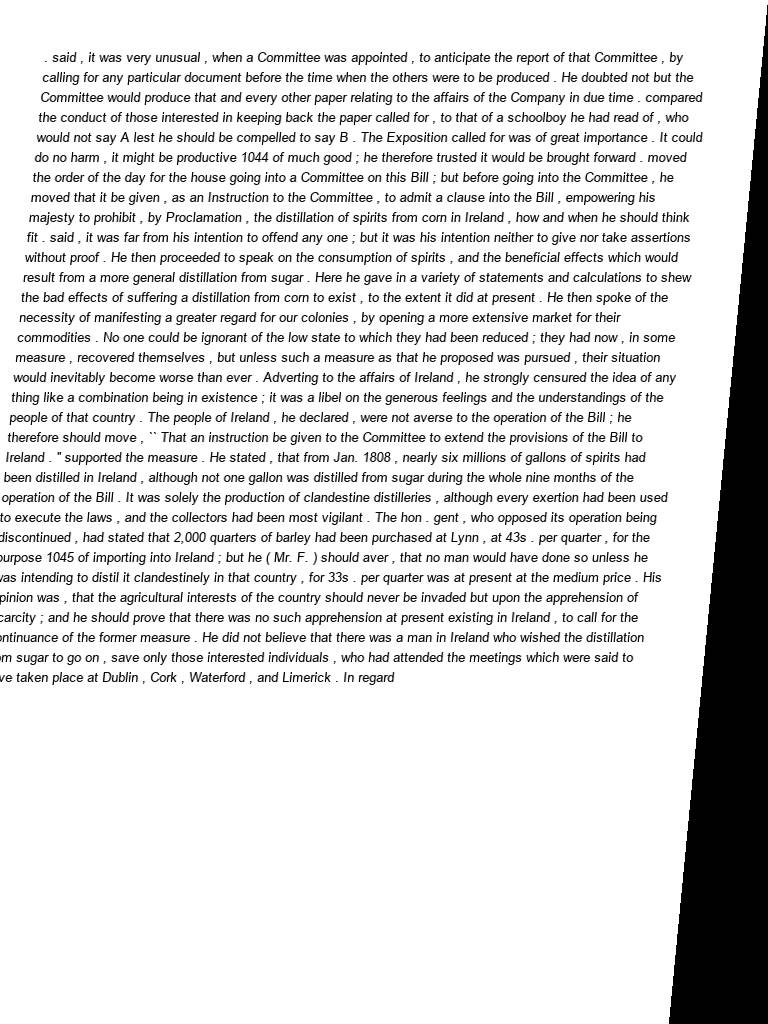 . said , it was very unusual , when a Committee was appointed , to anticipate the report of that Committee , by
calling for any particular document before the time when the others were to be produced . He doubted not but the
Committee would produce that and every other paper relating to the affairs of the Company in due time . compared
the conduct of those interested in keeping back the paper called for , to that of a schoolboy he had read of , who
would not say A lest he should be compelled to say B . The Exposition called for was of great importance . It could
do no harm , it might be productive 1044 of much good ; he therefore trusted it would be brought forward . moved
the order of the day for the house going into a Committee on this Bill ; but before going into the Committee , he
moved that it be given , as an Instruction to the Committee , to admit a clause into the Bill , empowering his
majesty to prohibit , by Proclamation , the distillation of spirits from corn in Ireland , how and when he should think
fit . said , it was far from his intention to offend any one ; but it was his intention neither to give nor take assertions
without proof . He then proceeded to speak on the consumption of spirits , and the beneficial effects which would
result from a more general distillation from sugar . Here he gave in a variety of statements and calculations to shew
the bad effects of suffering a distillation from corn to exist , to the extent it did at present . He then spoke of the
necessity of manifesting a greater regard for our colonies , by opening a more extensive market for their
commodities . No one could be ignorant of the low state to which they had been reduced ; they had now , in some
measure , recovered themselves , but unless such a measure as that he proposed was pursued , their situation
would inevitably become worse than ever . Adverting to the affairs of Ireland , he strongly censured the idea of any
thing like a combination being in existence ; it was a libel on the generous feelings and the understandings of the
people of that country . The people of Ireland , he declared , were not averse to the operation of the Bill ; he
therefore should move , `` That an instruction be given to the Committee to extend the provisions of the Bill to
Ireland . '' supported the measure . He stated , that from Jan. 1808 , nearly six millions of gallons of spirits had
been distilled in Ireland , although not one gallon was distilled from sugar during the whole nine months of the
operation of the Bill . It was solely the production of clandestine distilleries , although every exertion had been used
to execute the laws , and the collectors had been most vigilant . The hon . gent , who opposed its operation being
discontinued , had stated that 2,000 quarters of barley had been purchased at Lynn , at 43s . per quarter , for the
purpose 1045 of importing into Ireland ; but he ( Mr. F. ) should aver , that no man would have done so unless he
was intending to distil it clandestinely in that country , for 33s . per quarter was at present at the medium price . His
pinion was , that the agricultural interests of the country should never be invaded but upon the apprehension of
carcity ; and he should prove that there was no such apprehension at present existing in Ireland , to call for the
ontinuance of the former measure . He did not believe that there was a man in Ireland who wished the distillation
om sugar to go on , save only those interested individuals , who had attended the meetings which were said to
ve taken place at Dublin , Cork , Waterford , and Limerick . In regard